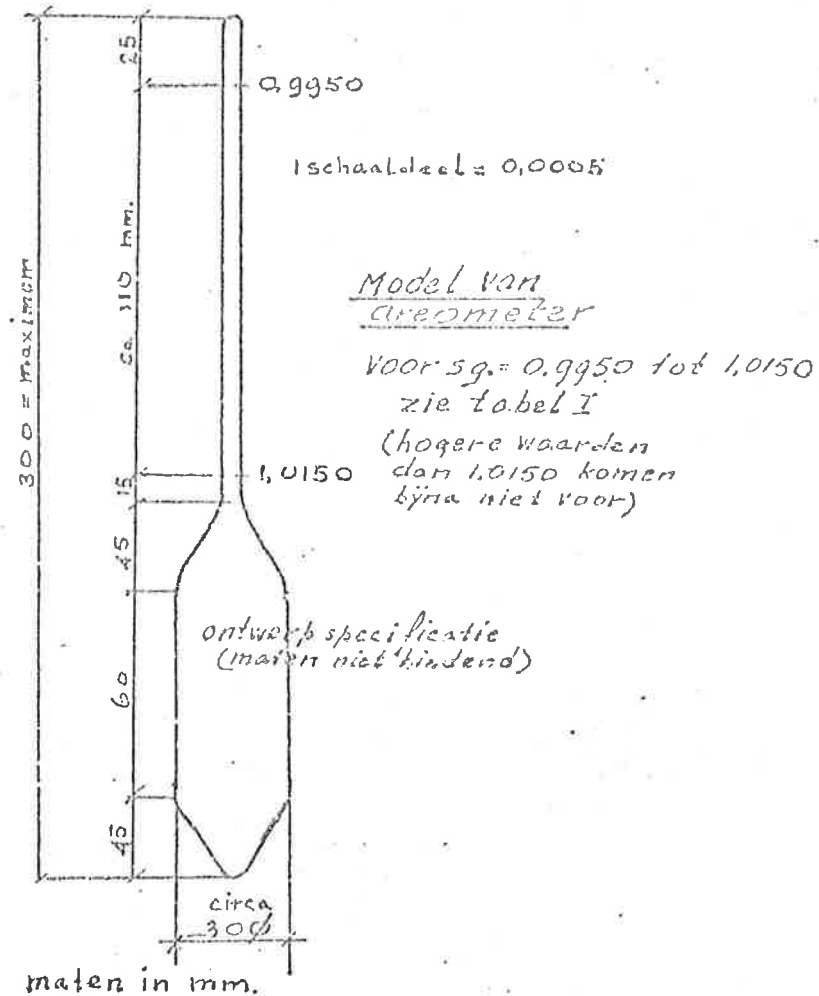 25
0,9950
1 schaaldeel = 0,0005
300 = maximum
ca. 110 mm.
Model van
areometer
voor sg. = 0.9950 tot 1,0150
zie tabel I
(hogere waarden
dan 1,0150 komen
bijna niet voor)
1,0150
15
45
ontwerp specificatie
(maten niet bindend)
60
45
circa
30 ϕ
maten in mm.